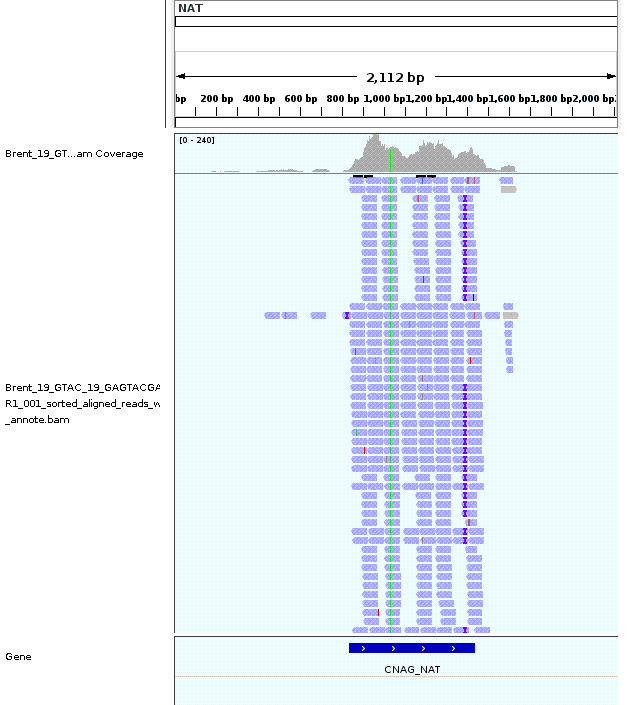 NAT
2,112 bp
bp 200 bp 400 bp 600 bp 800 bp 1,000 bp 1,200 bp 1,400 bp 1,600 bp 1,800 bp 2,000 bp
[0 - 240]
Brent_19_GT...am Coverage
Brent_19_GTAC_19_GAGTACGA
R1_001_sorted_aligned_reads_w
_annote.bam
Gene
CNAG_NAT